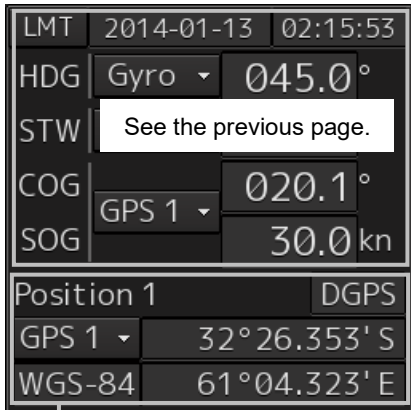 LMT 2014-01-13 02:15:53
HDG Gyro 045.0°
STW See the previous page.
COG GPS 1 020.1°
SOG 30.0 kn
Position 1 DGPS
GPS 1 32°26.353' S
WGS-84 61°04.323' E